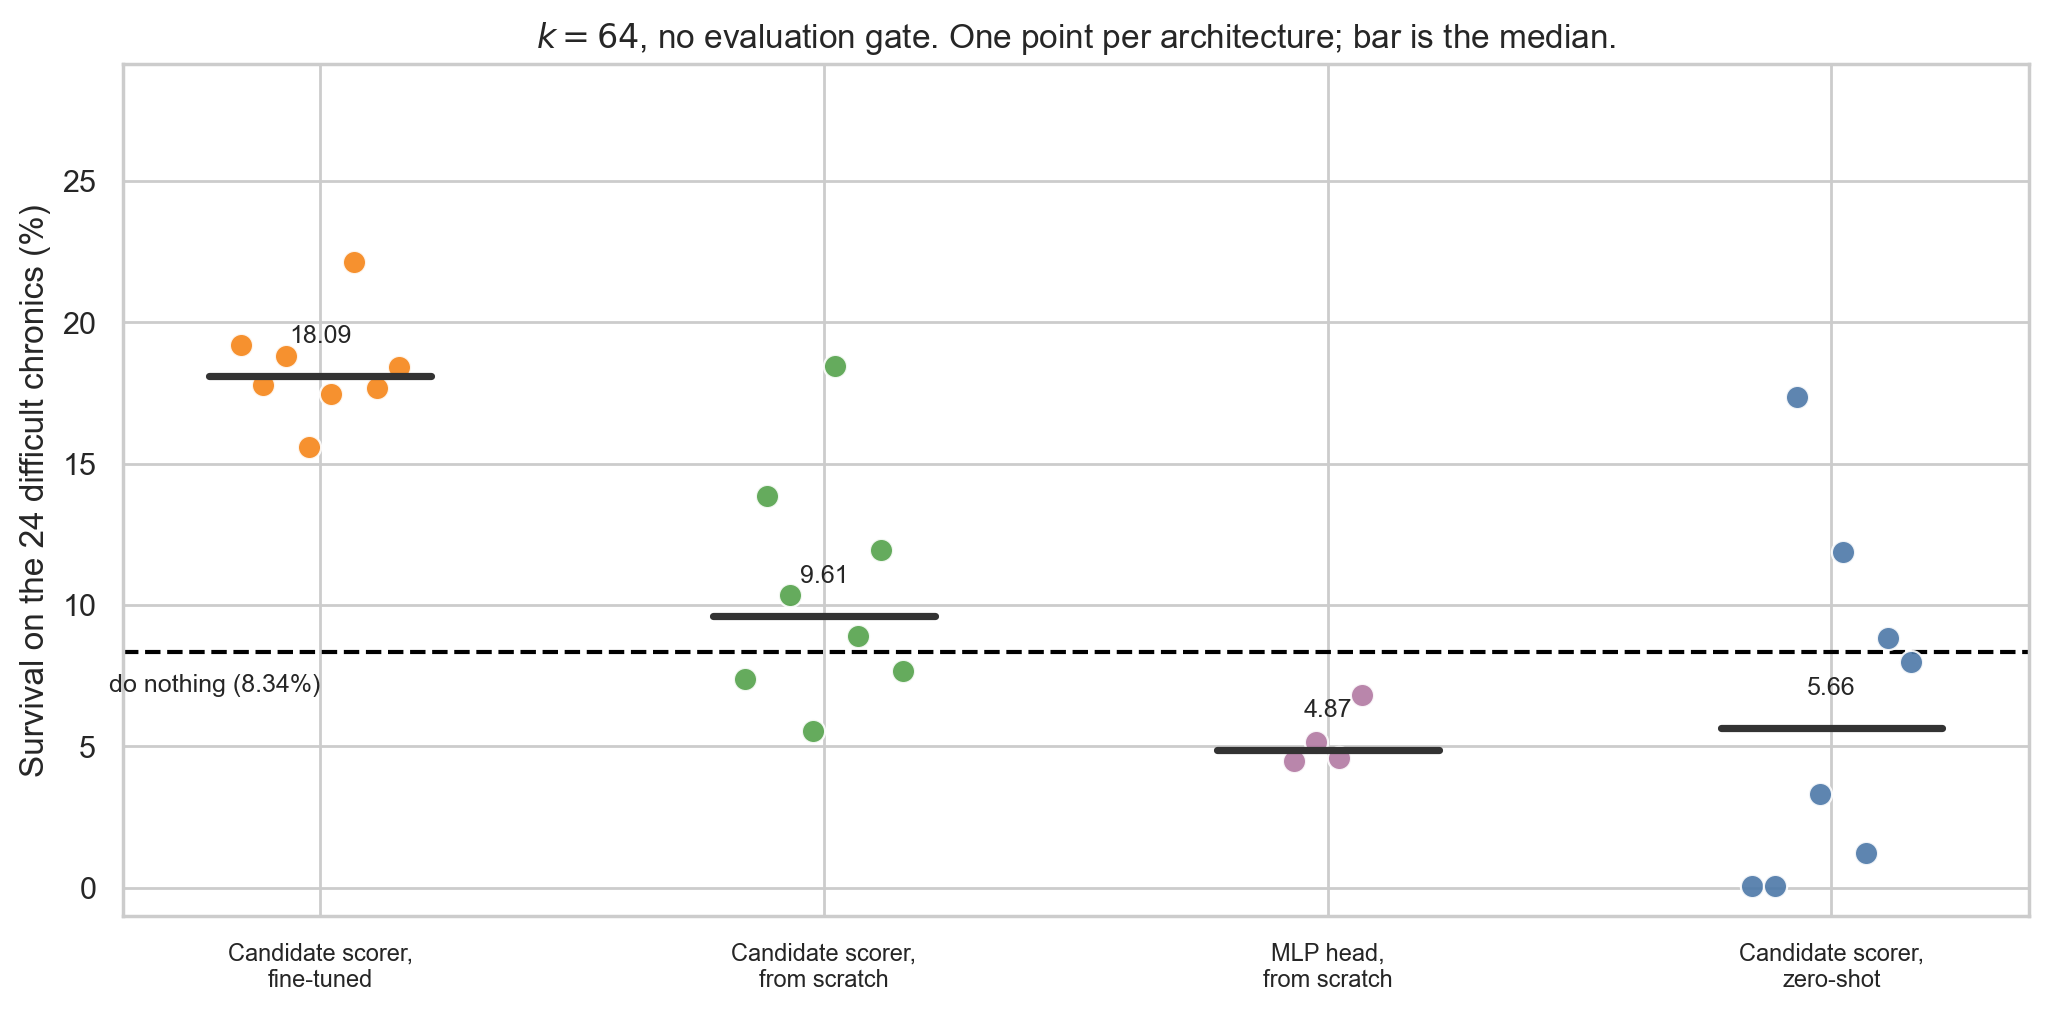 k = 64, no evaluation gate. One point per architecture; bar is the median.
Survival on the 24 difficult chronics (%)
25
20
15
10
5
0
18.09
9.61
4.87
5.66
do nothing (8.34%)
Candidate scorer,
fine-tuned
Candidate scorer,
from scratch
MLP head,
from scratch
Candidate scorer,
zero-shot